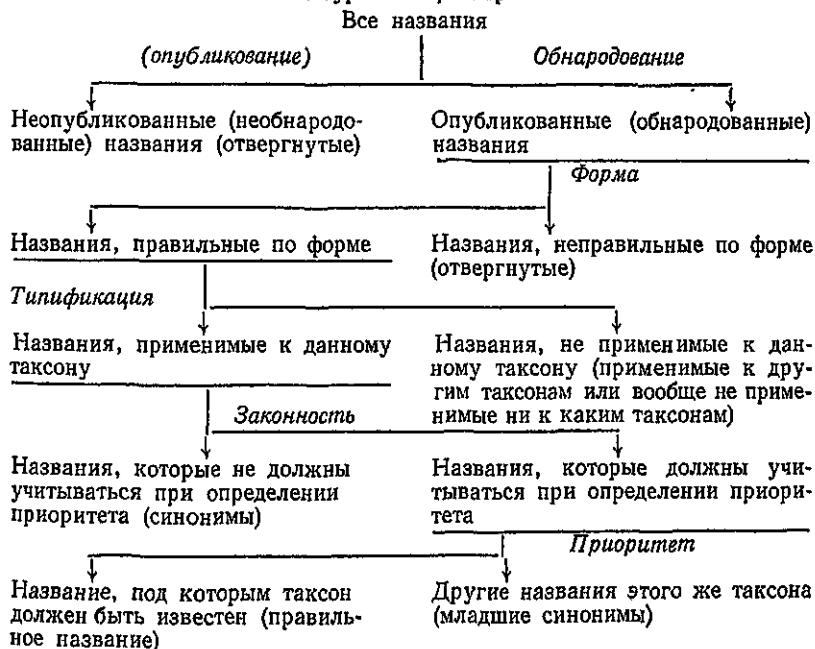 Все названия
(опубликование) Обнародование
Неопубликованные (необнародо-
ванные) названия (отвергнутые)
Опубликованные (обнародованные)
названия
Форма
Названия, правильные по форме
Названия, неправильные по форме
(отвергнутые)
Типификация
Названия, применимые к данному
таксону
Названия, не применимые к дан-
ному таксону (применимые к дру-
гим таксонам или вообще не приме-
нимые ни к каким таксонам)
Законность
Названия, которые не должны
учитываться при определении
приоритета (синонимы)
Названия, которые должны учи-
тываться при определении приори-
тета
Приоритет
Название, под которым таксон
должен быть известен (правиль-
ное название)
Другие названия этого же таксона
(младшие синонимы)